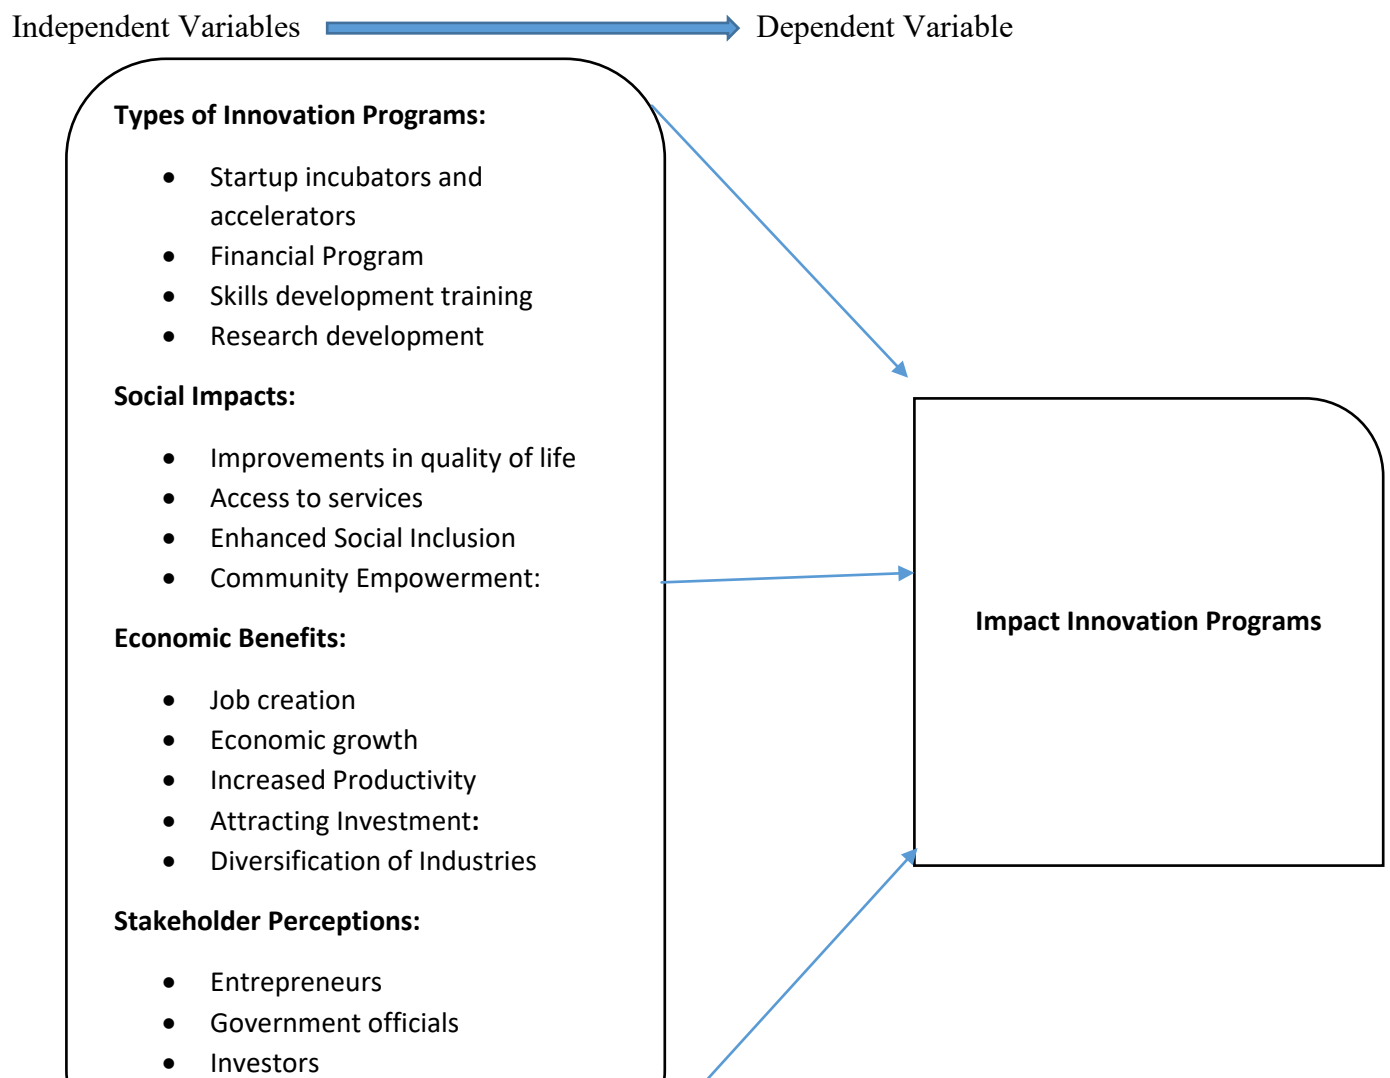 Independent Variables
Dependent Variable
Types of Innovation Programs:
• Startup incubators and
accelerators
• Financial Program
• Skills development training
• Research development
Social Impacts:
• Improvements in quality of life
• Access to services
• Enhanced Social Inclusion
• Community Empowerment:
Economic Benefits:
• Job creation
• Economic growth
• Increased Productivity
• Attracting Investment:
• Diversification of Industries
Stakeholder Perceptions:
• Entrepreneurs
• Government officials
• Investors
Impact Innovation Programs